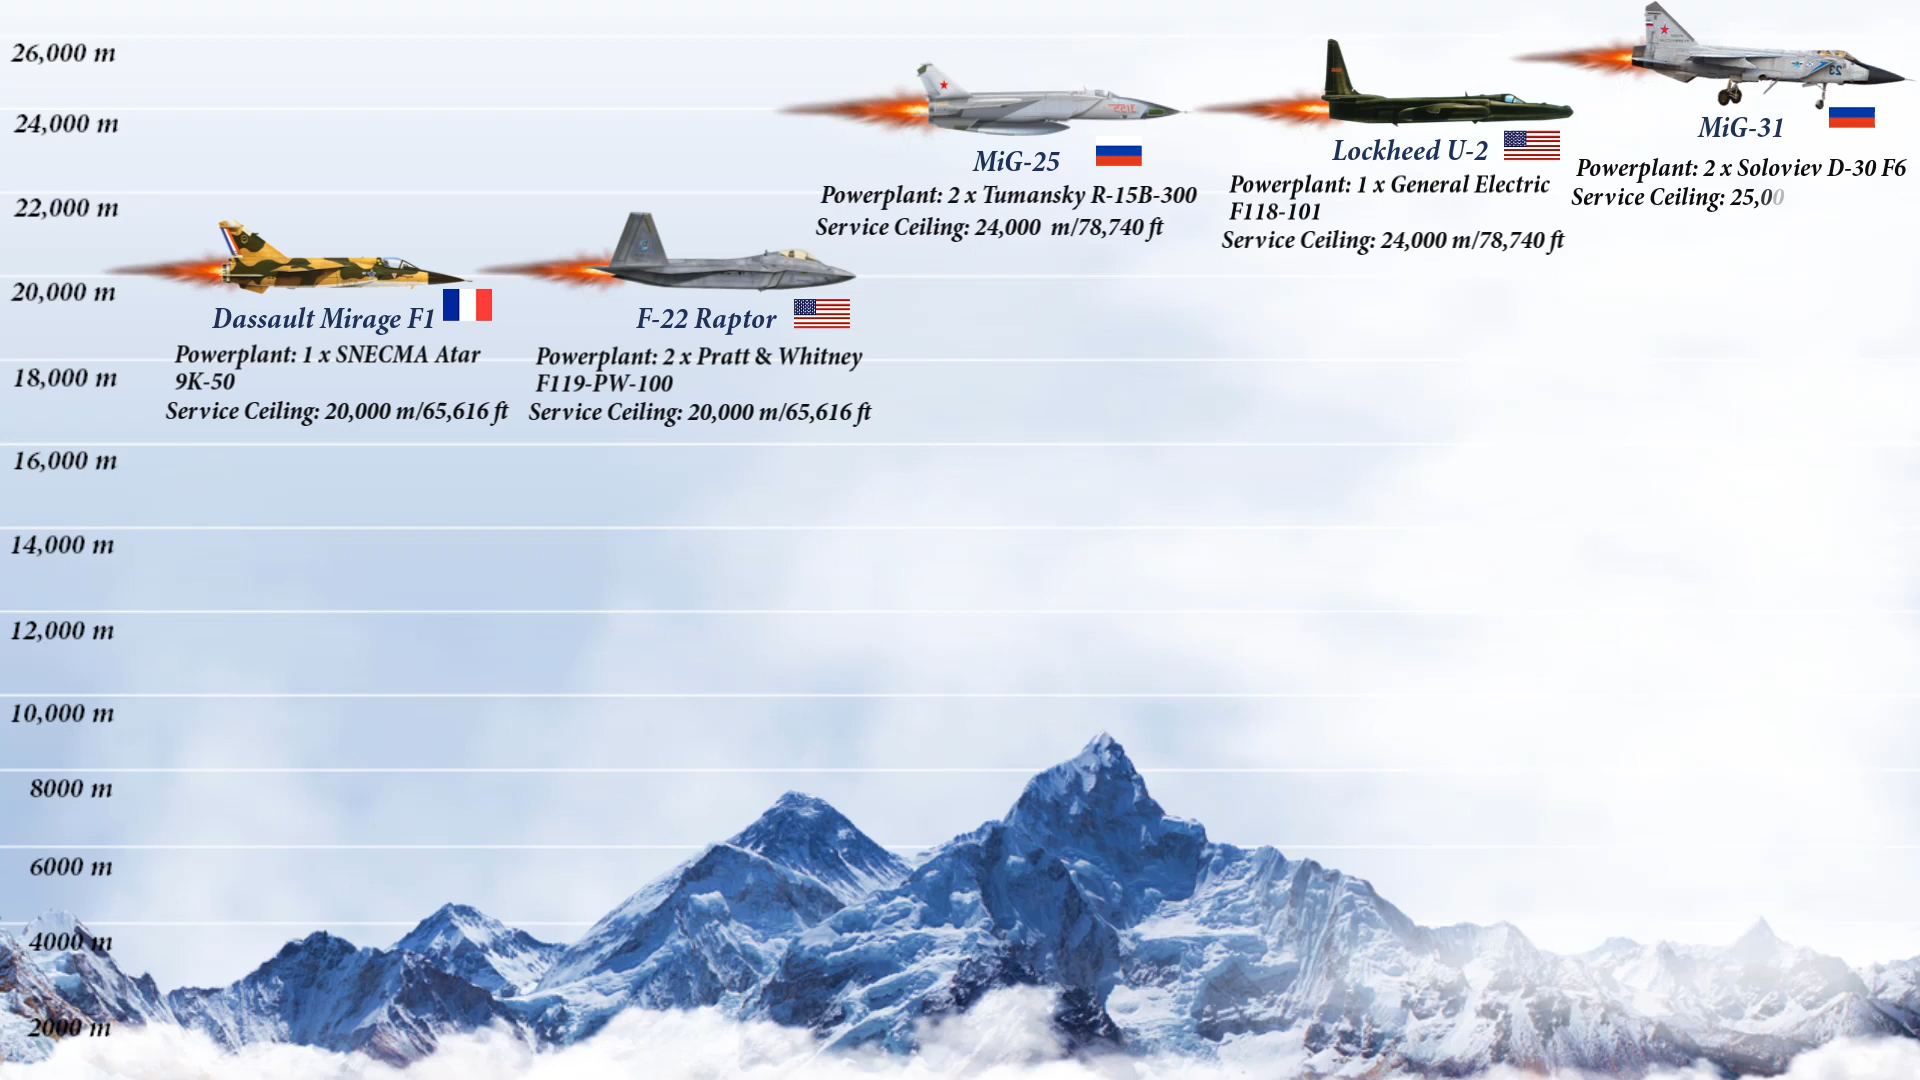 26,000 m
24,000 m
22,000 m
20,000 m
18,000 m
16,000 m
14,000 m
12,000 m
10,000 m
8000 m
6000 m
4000 m
2000 m
Dassault Mirage F1
Powerplant: 1 x SNECMA Atar
9K-50
Service Ceiling: 20,000 m/65,616 ft
F-22 Raptor
Powerplant: 2 x Pratt & Whitney
F119-PW-100
Service Ceiling: 20,000 m/65,616 ft
MiG-25
Powerplant: 2 x Tumansky R-15B-300
Service Ceiling: 24,000 m/78,740 ft
Lockheed U-2
Powerplant: 1 x General Electric
F118-101
Service Ceiling: 24,000 m/78,740 ft
23
MiG-31
Powerplant: 2 x Soloviev D-30 F6
Service Ceiling: 25,00